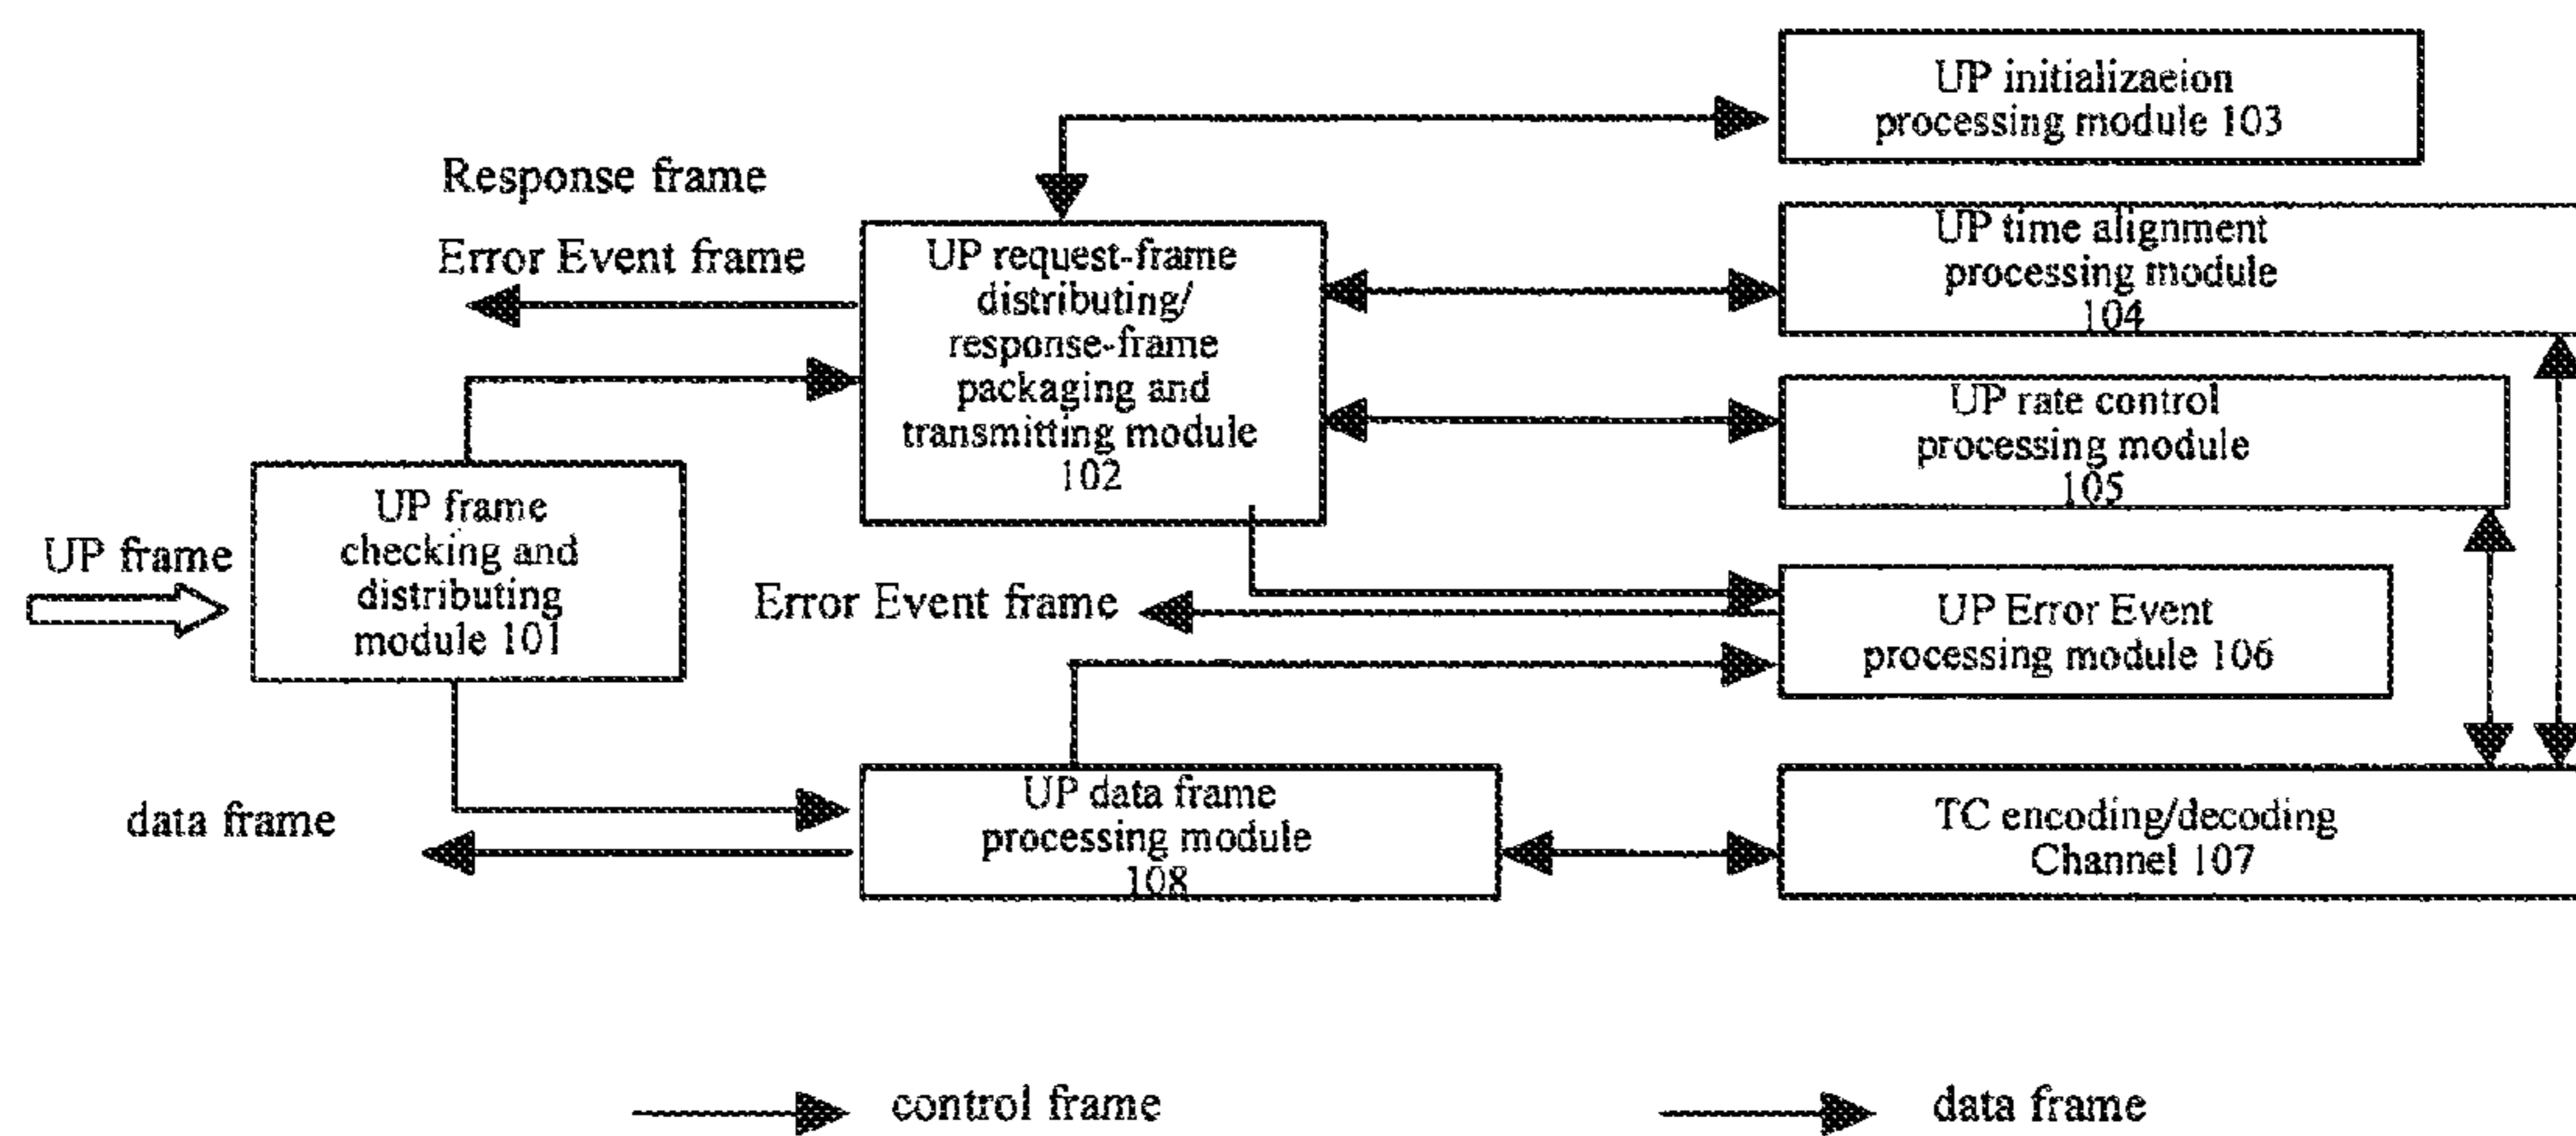 UP initializaeion
processing module 103
Response frame
Error Event frame
UP request-frame
distributing/
response-frame
packaging and
transmitting module
102
UP time alignment
processing module
104
UP rate control
processing module
105
UP frame
UP frame
checking and
distributing
module 101
Error Event frame
UP Error Event
processing module 106
data frame
UP data frame
processing module
108
TC encoding/decoding
Channel 107
control frame
data frame